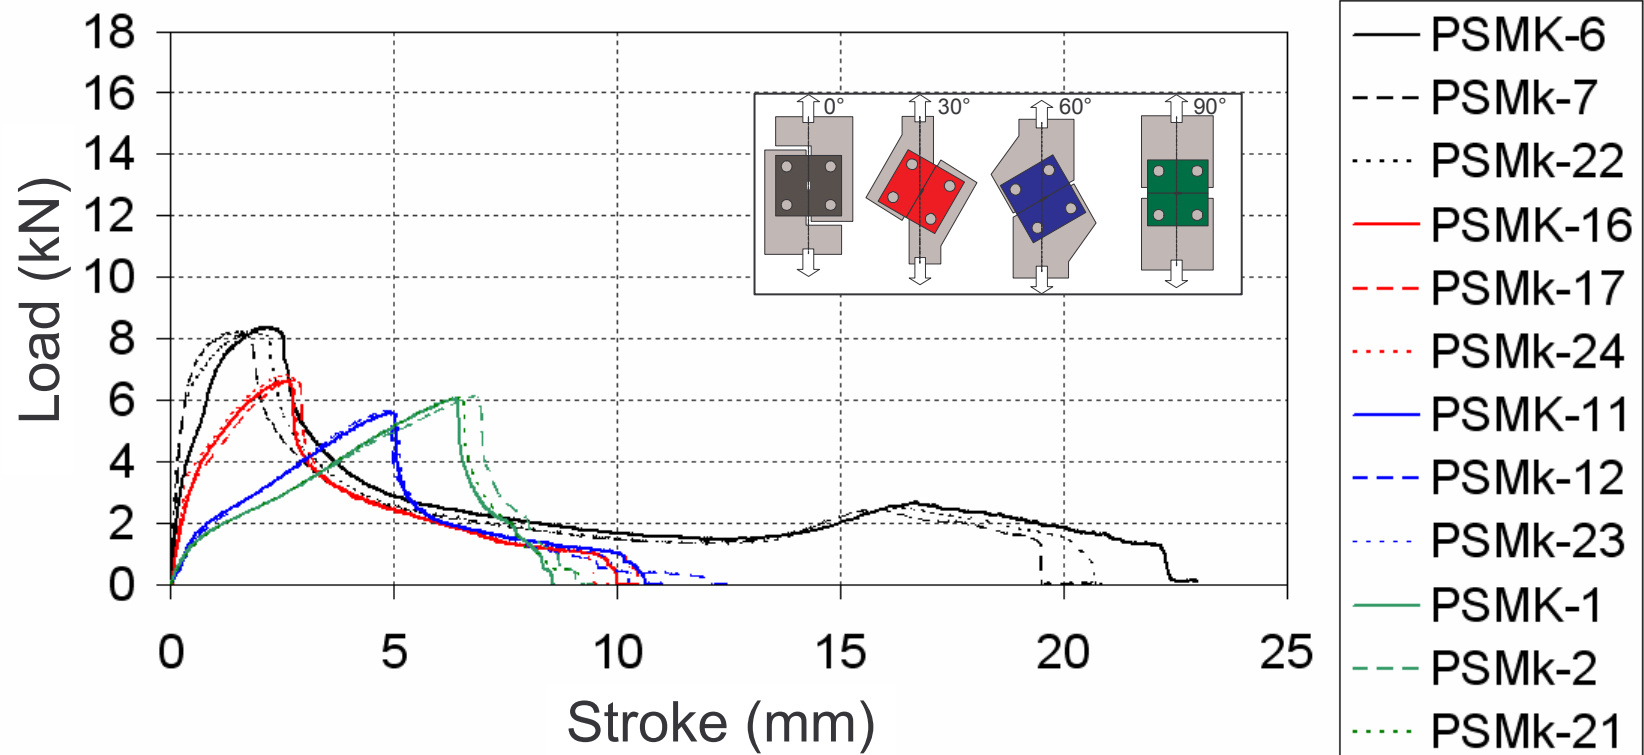 18
16
14
12
10
8
6
4
2
0
Load (kN)
0 5 10 15 20 25
Stroke (mm)
0° 30° 60° 90°
PSMK-6
PSMk-7
PSMk-22
PSMK-16
PSMk-17
PSMk-24
PSMK-11
PSMk-12
PSMk-23
PSMK-1
PSMk-2
PSMk-21